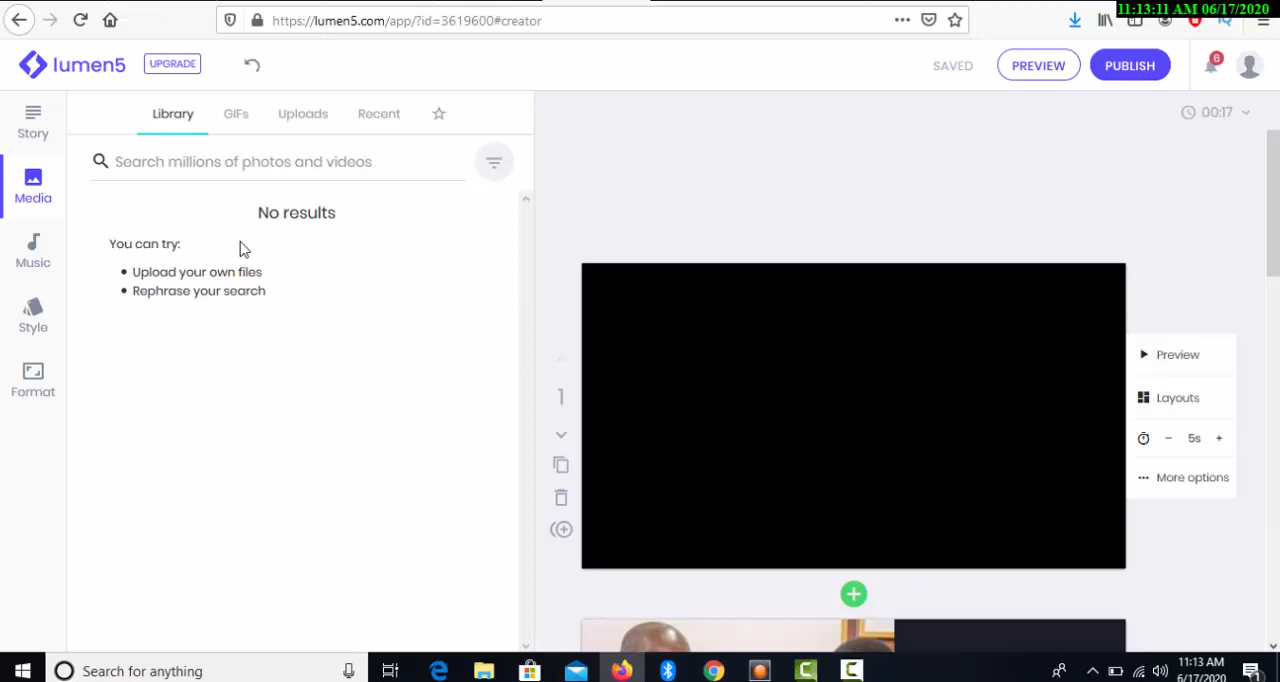 11:13:11 AM 06/17/2020
https://lumen5.com/app/?id=3619600#creator
lumen5
UPGRADE
SAVED
PREVIEW
PUBLISH
6
Story
Media
Music
Style
Format
Library
GIFs
Uploads
Recent
Search millions of photos and videos
No results
You can try:
• Upload your own files
• Rephrase your search
00:17
1
Preview
Layouts
− 5s +
More options
Search for anything
11:13 AM
6/17/2020